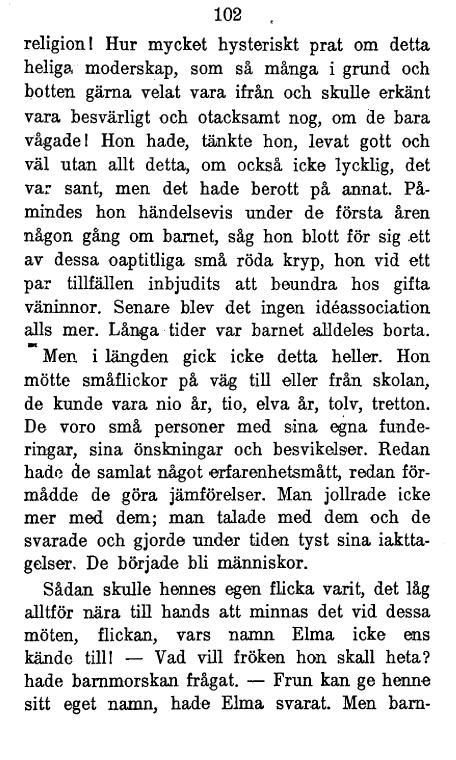 102
religion! Hur mycket hysteriskt prat om detta
heliga moderskap, som så många i grund och
botten gärna velat vara ifrån och skulle erkänt
vara besvärligt och otacksamt nog, om de bara
vågade! Hon hade, tänkte hon, levat gott och
väl utan allt detta, om också icke lycklig, det
var sant, men det hade berott på annat. På-
mindes hon händelsevis under de första åren
någon gång om barnet, såg hon blott för sig ett
av dessa oaptitliga små röda kryp, hon vid ett
par tillfällen inbjudits att beundra hos gifta
väninnor. Senare blev det ingen idéassociation
alls mer. Långa tider var barnet alldeles borta.
Men i längden gick icke detta heller. Hon
mötte småflickor på väg till eller från skolan,
de kunde vara nio år, tio, elva år, tolv, tretton.
De voro små personer med sina egna funde-
ringar, sina önskningar och besvikelser. Redan
hade de samlat något erfarenhetsmått, redan för-
mådde de göra jämförelser. Man jollrade icke
mer med dem; man talade med dem och de
svarade och gjorde under tiden tyst sina iaktta-
gelser. De började bli människor.
Sådan skulle hennes egen flicka varit, det låg
alltför nära till hands att minnas det vid dessa
möten, flickan, vars namn Elma icke ens
kände till! — Vad vill fröken hon skall heta?
hade barnmorskan frågat. — Frun kan ge henne
sitt eget namn, hade Elma svarat. Men barn-